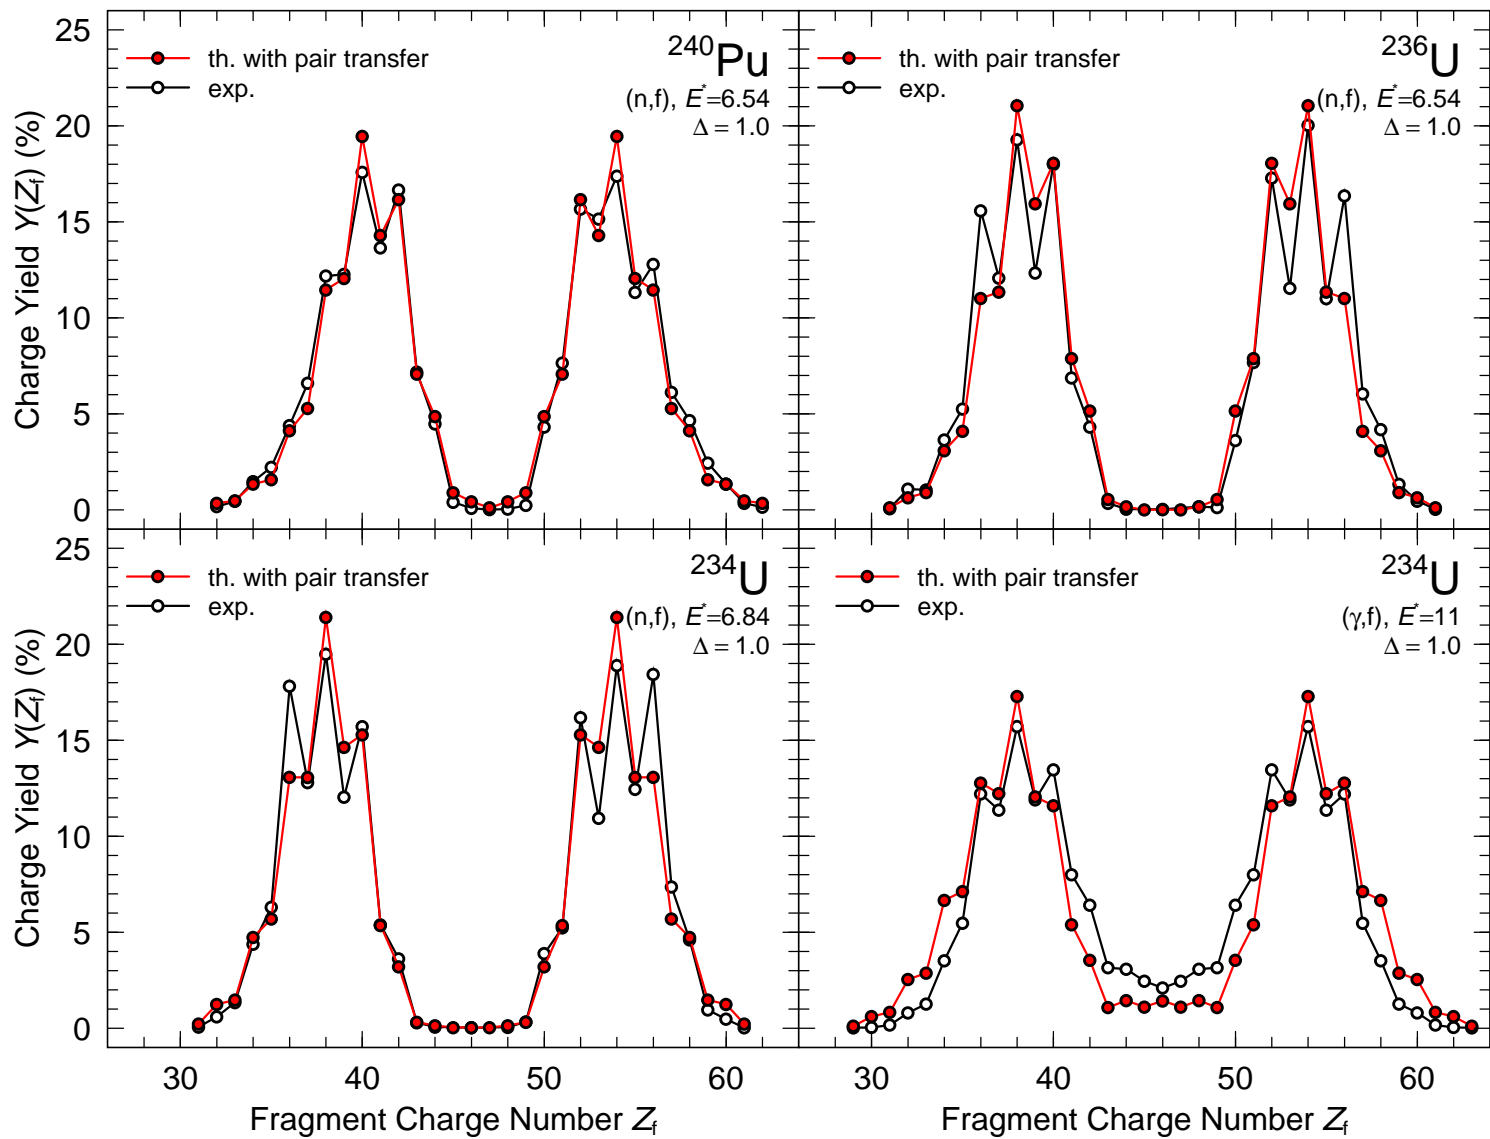 25
20
15
10
5
0
Charge Yield Y(Zf) (%)
th. with pair transfer
exp.
240Pu
(n,f), E*=6.54
Δ = 1.0
th. with pair transfer
exp.
236U
(n,f), E*=6.54
Δ = 1.0
25
20
15
10
5
0
Charge Yield Y(Zf) (%)
th. with pair transfer
exp.
234U
(n,f), E*=6.84
Δ = 1.0
th. with pair transfer
exp.
234U
(γ,f), E*=11
Δ = 1.0
30 40 50 60
30 40 50 60
Fragment Charge Number Zf
Fragment Charge Number Zf